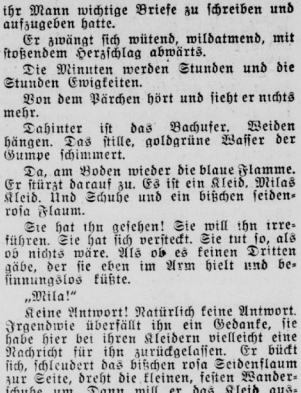 ihr Mann wichtige Briefe zu schreiben und
aufzugeben hatte.
Er zwängt sich wütend, wildatmend, mit
stoßendem Herzschlag abwärts.
Die Minuten werden Stunden und die
Stunden Ewigkeiten.
Von dem Pärchen hört und sieht er nichts
mehr.
Dahinter ist das Bachufer. Weiden
hängen. Das stille, goldgrüne Wasser der
Gumpe schimmert.
Da, am Boden wieder die blaue Flamme.
Er stürzt darauf zu. Es ist ein Kleid. Milas
Kleid. Und Schuhe und ein bißchen seiden-
rosa Flaum.
Sie hat ihn gesehen! Sie will ihn irre-
führen. Sie hat sich versteckt. Sie tut so, als
ob nichts wäre. Als ob es keinen Dritten
gäbe, der sie eben im Arm hielt und be-
sinnungslos küßte.
„Mila!“
Keine Antwort! Natürlich keine Antwort.
Irgendwie überfällt ihn ein Gedanke, sie
habe hier bei ihren Kleidern vielleicht eine
Nachricht für ihn zurückgelassen. Er bückt
sich, schleudert das bißchen rosa Seidenflaum
zur Seite, dreht die kleinen, festen Wander-
schuhe um. Dann will er das Kleid aus-